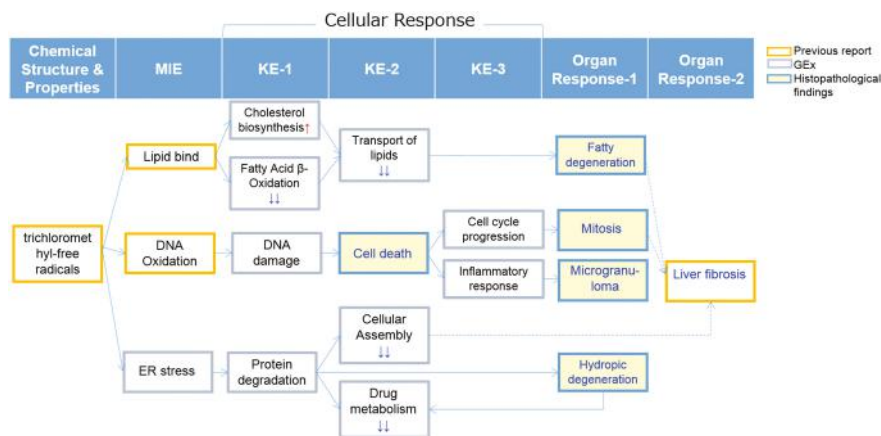 Cellular Response
Chemical
Structure &
Properties
MIE
KE-1
KE-2
KE-3
Organ
Response-1
Organ
Response-2
Previous report
GEx
Histopathological
findings
Cholesterol
biosynthesis↑
Lipid bind
Transport of
lipids
↓↓
Fatty
degeneration
Fatty Acid β-
Oxidation
↓↓
trichloromet
hyl-free
radicals
DNA
Oxidation
DNA
damage
Cell death
Cell cycle
progression
Mitosis
Inflammatory
response
Microgranu-
loma
Liver fibrosis
Cellular
Assembly
↓↓
ER stress
Protein
degradation
Hydropic
degeneration
Drug
metabolism
↓↓